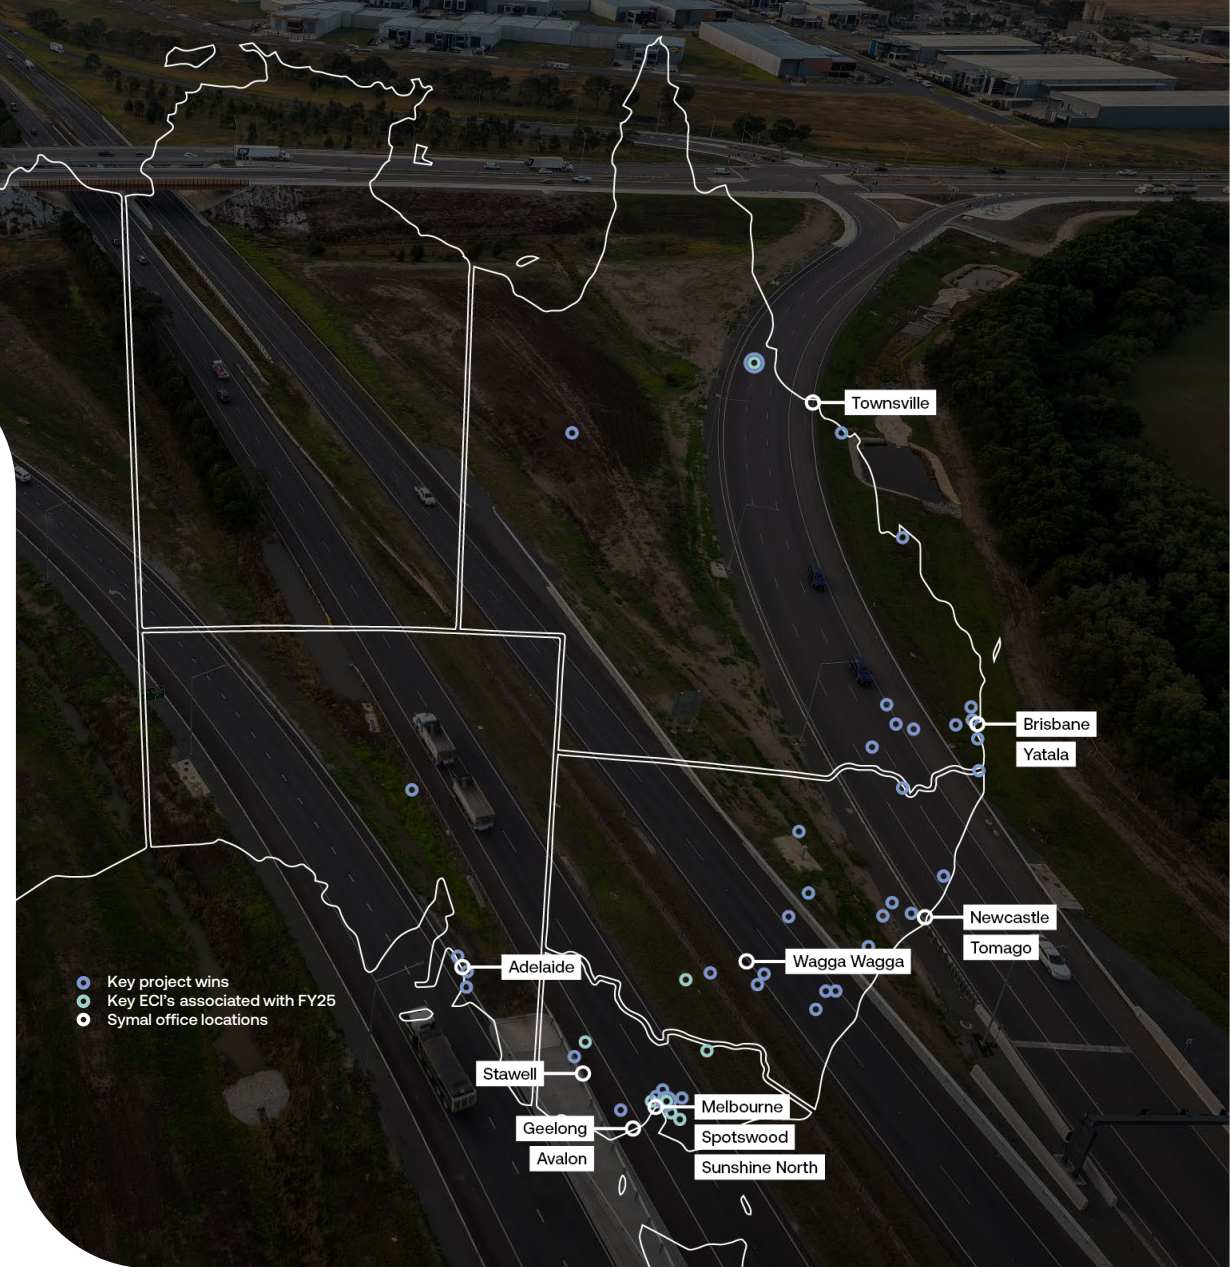 Townsville
Brisbane
Yatala
Newcastle
Tomago
Wagga Wagga
Adelaide
Key project wins
Key ECI's associated with FY25
Symal office locations
Stawell
Melbourne
Geelong
Spotswood
Avalon
Sunshine North